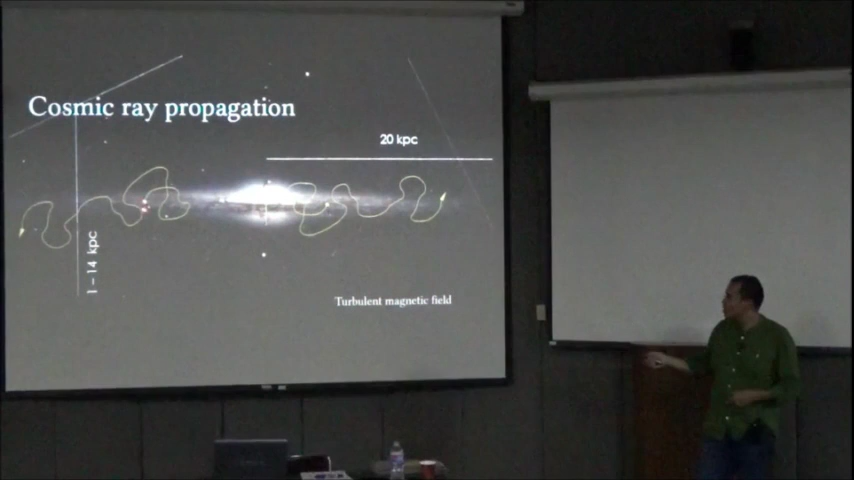 Cosmic ray propagation
20 kpc
1 – 14 kpc
Turbulent magnetic field